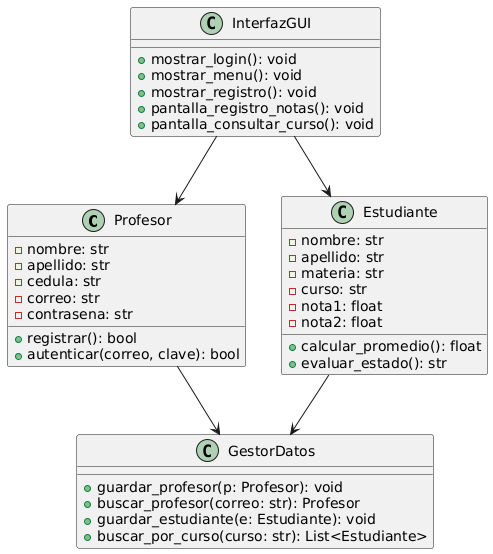 C InterfazGUI
mostrar_login(): void
mostrar_menu(): void
mostrar_registro(): void
pantalla_registro_notas(): void
pantalla_consultar_curso(): void
C Profesor
nombre: str
apellido: str
cedula: str
correo: str
contrasena: str
registrar(): bool
autenticar(correo, clave): bool
C Estudiante
nombre: str
apellido: str
materia: str
curso: str
nota1: float
nota2: float
calcular_promedio(): float
evaluar_estado(): str
C GestorDatos
guardar_profesor(p: Profesor): void
buscar_profesor(correo: str): Profesor
guardar_estudiante(e: Estudiante): void
buscar_por_curso(curso: str): List<Estudiante>